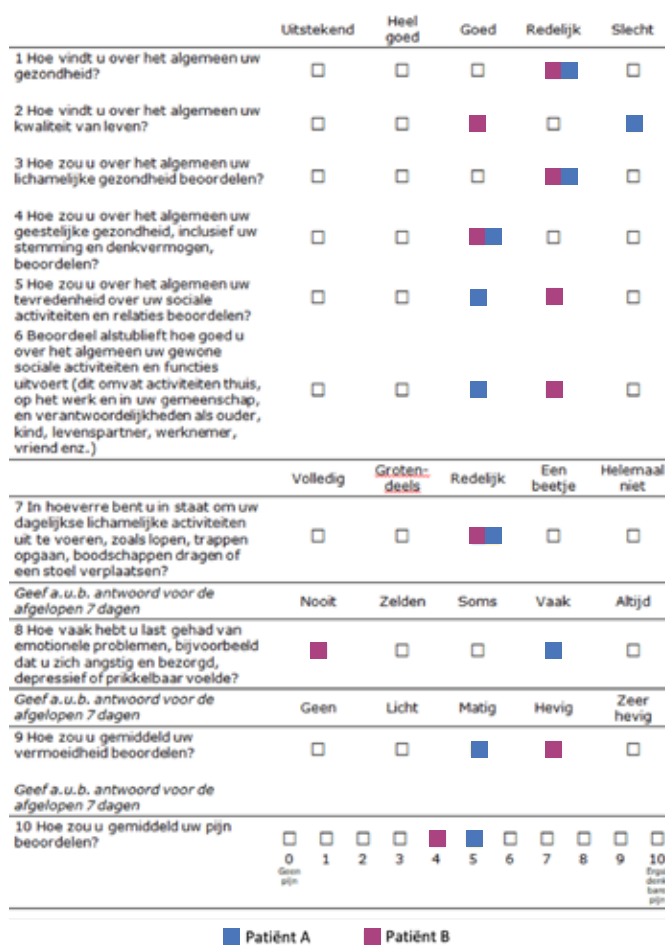 Uitstekend Heel goed Goed Redelijk Slecht
1 Hoe vindt u over het algemeen uw
gezondheid?
2 Hoe vindt u over het algemeen uw
kwaliteit van leven?
3 Hoe zou u over het algemeen uw
lichamelijke gezondheid beoordelen?
4 Hoe zou u over het algemeen uw
geestelijke gezondheid, inclusief uw
stemming en denkvermogen,
beoordelen?
5 Hoe zou u over het algemeen uw
tevredenheid over uw sociale
activiteiten en relaties beoordelen?
6 Beoordeel alstublieft hoe goed u
over het algemeen uw gewone
sociale activiteiten en functies
uitvoert (dit omvat activiteiten thuis,
op het werk en in uw gemeenschap,
en verantwoordelijkheden als ouder,
kind, levenspartner, werknemer,
vriend enz.)
Volledig Groten-deels Redelijk Een beetje Helemaal niet
7 In hoeverre bent u in staat om uw
dagelijkse lichamelijke activiteiten
uit te voeren, zoals lopen, trappen
opgaan, boodschappen dragen of
een stoel verplaatsen?
Geef a.u.b. antwoord voor de
afgelopen 7 dagen
Nooit Zelden Soms Vaak Altijd
8 Hoe vaak hebt u last gehad van
emotionele problemen, bijvoorbeeld
dat u zich angstig en bezorgd,
depressief of prikkelbaar voelde?
Geef a.u.b. antwoord voor de
afgelopen 7 dagen
Geen Licht Matig Hevig Zeer hevig
9 Hoe zou u gemiddeld uw
vermoeidheid beoordelen?
Geef a.u.b. antwoord voor de
afgelopen 7 dagen
10 Hoe zou u gemiddeld uw pijn
beoordelen?
0 1 2 3 4 5 6 7 8 9 10
Geen
pijn
Patiënt A Patiënt B